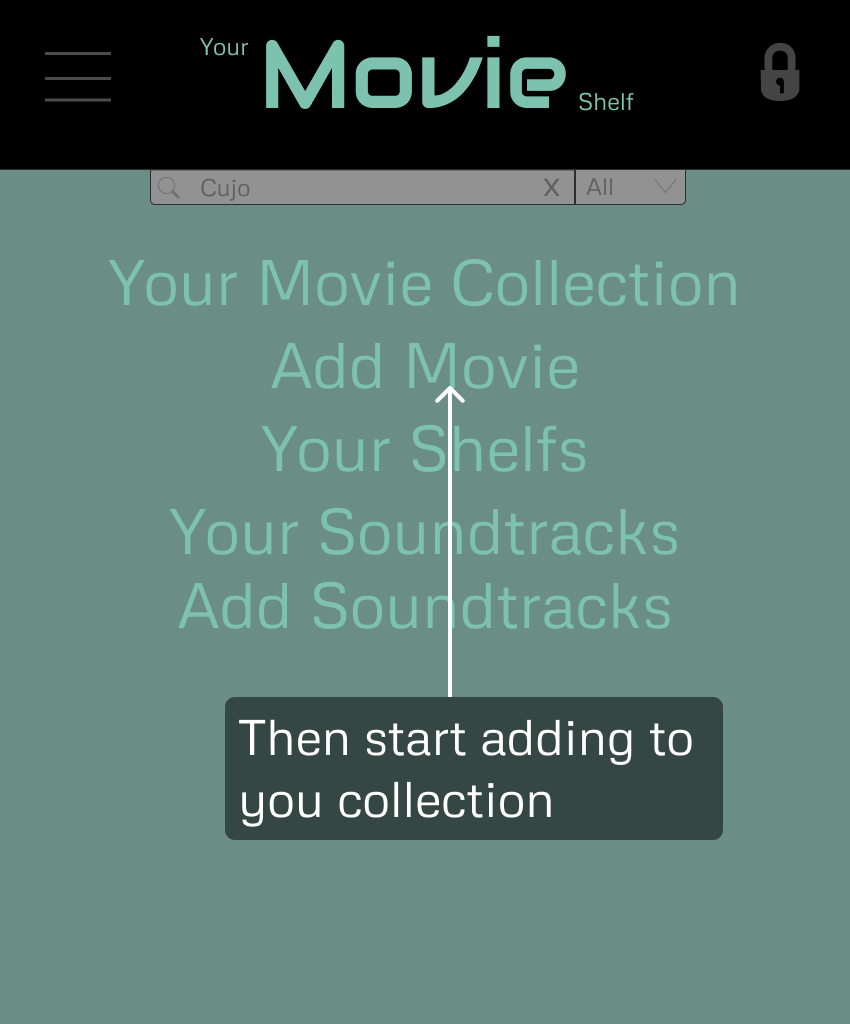 Your Movie Shelf
Cujo X All
Your Movie Collection
Add Movie
Your Shelfs
Your Soundtracks
Add Soundtracks
Then start adding to
you collection